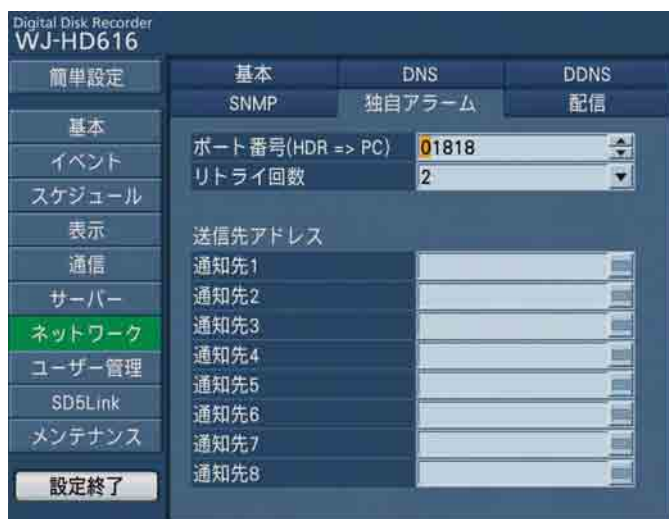 Digital Disk Recorder
WJ-HD616
簡単設定
基本
イベント
スケジュール
表示
通信
サーバー
ネットワーク
ユーザー管理
SD5Link
メンテナンス
設定終了
基本 DNS DDNS
SNMP 独自アラーム 配信
ポート番号(HDR => PC) 01818
リトライ回数 2
送信先アドレス
通知先1
通知先2
通知先3
通知先4
通知先5
通知先6
通知先7
通知先8